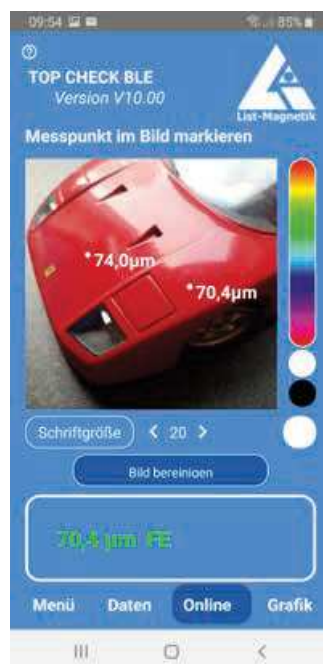 09:54 85%
TOP CHECK BLE
Version V10.00
List-Magnetik
Messpunkt im Bild markieren
*74,0µm
*70,4µm
Schriftgröße < 20 >
Bild bereinigen
70,4 µm FE
Menü Daten Online Grafik